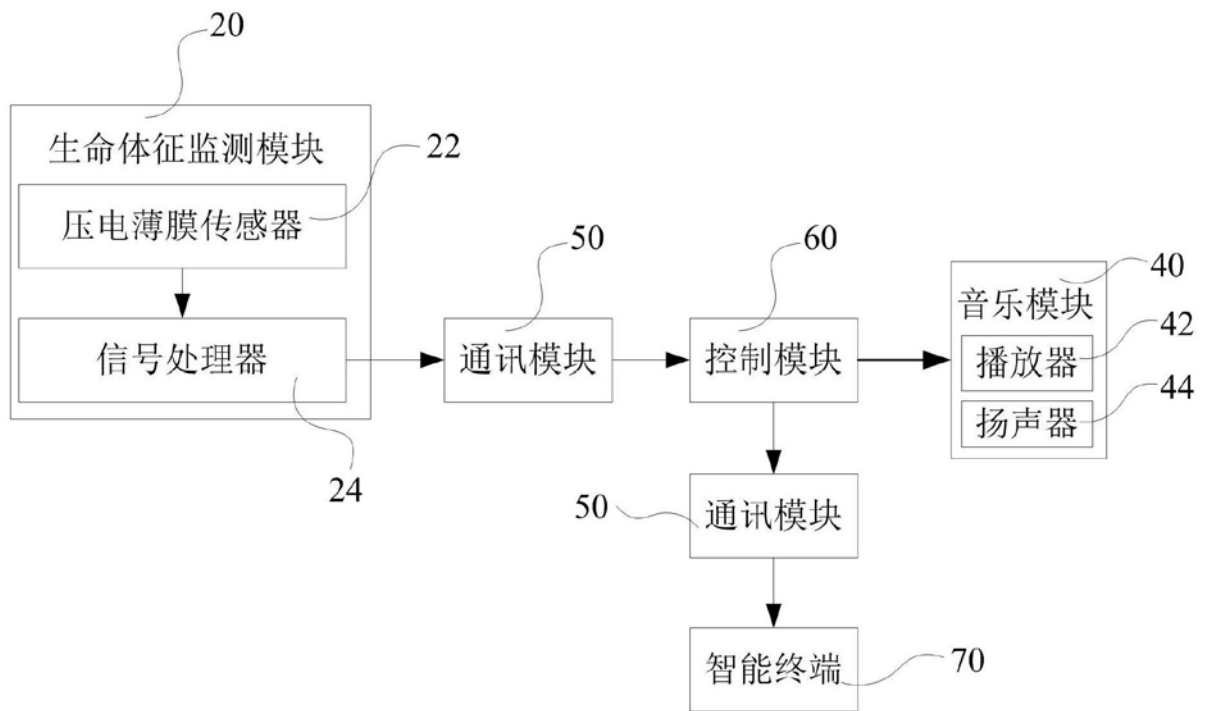 20
生命体征监测模块
22
压电薄膜传感器
50
60
40
音乐模块
42
信号处理器
通讯模块
控制模块
播放器
44
扬声器
24
50
通讯模块
智能终端
70